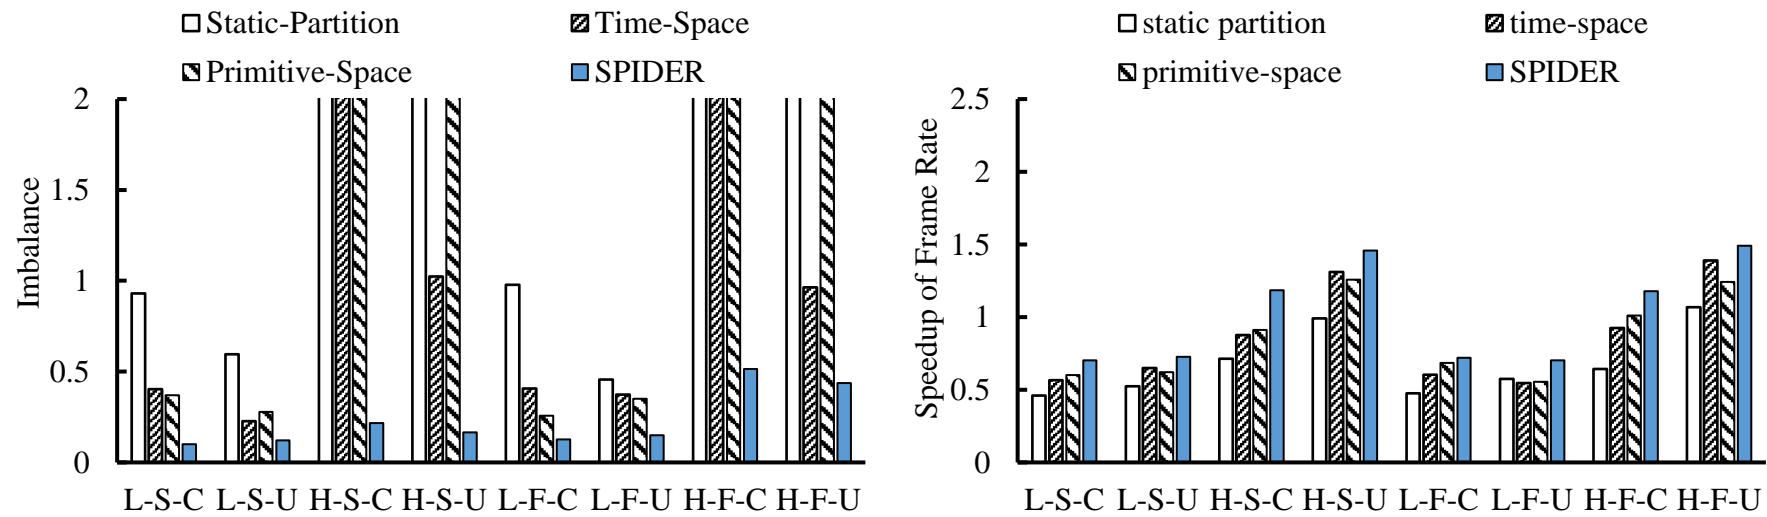 Static-Partition Time-Space
Primitive-Space SPIDER
Imbalance
2
1.5
1
0.5
0
L-S-C L-S-U H-S-C H-S-U L-F-C L-F-U H-F-C H-F-U
static partition time-space
primitive-space SPIDER
Speedup of Frame Rate
2.5
2
1.5
1
0.5
0
L-S-C L-S-U H-S-C H-S-U L-F-C L-F-U H-F-C H-F-U